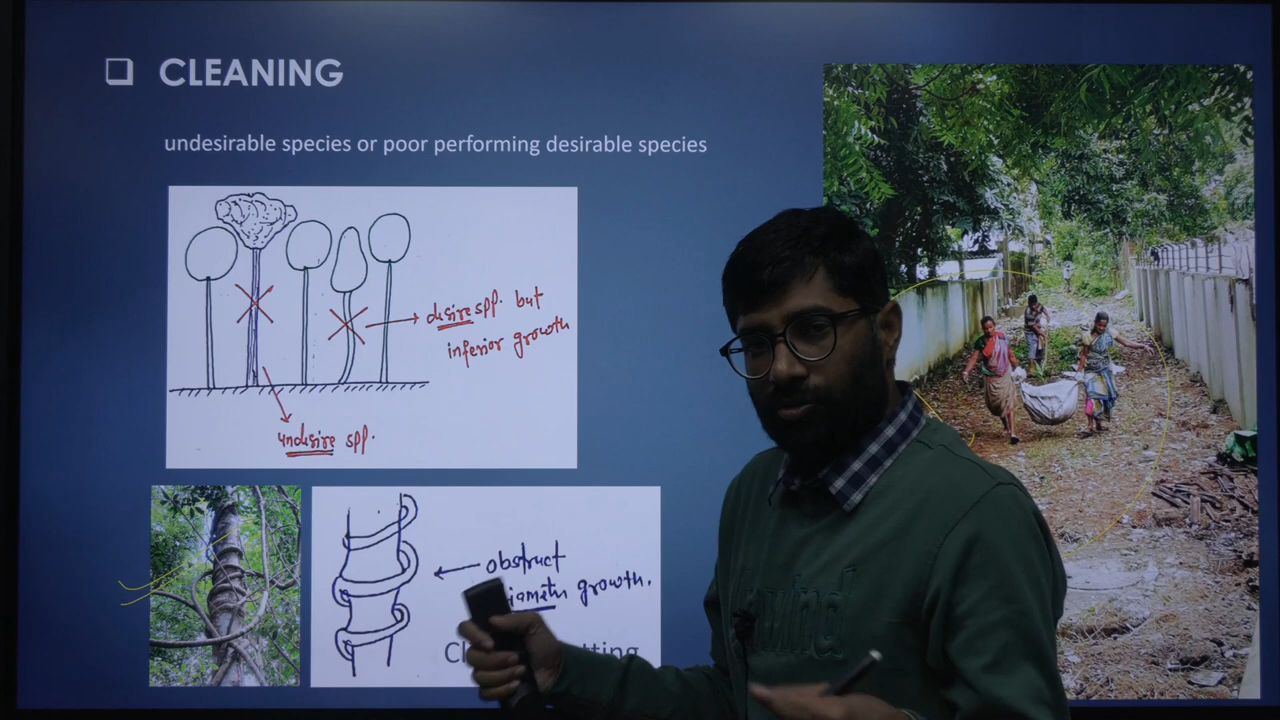 CLEANING
undesirable species or poor performing desirable species
desire spp. but
inferior growth
undesire spp.
obstruct
growth.